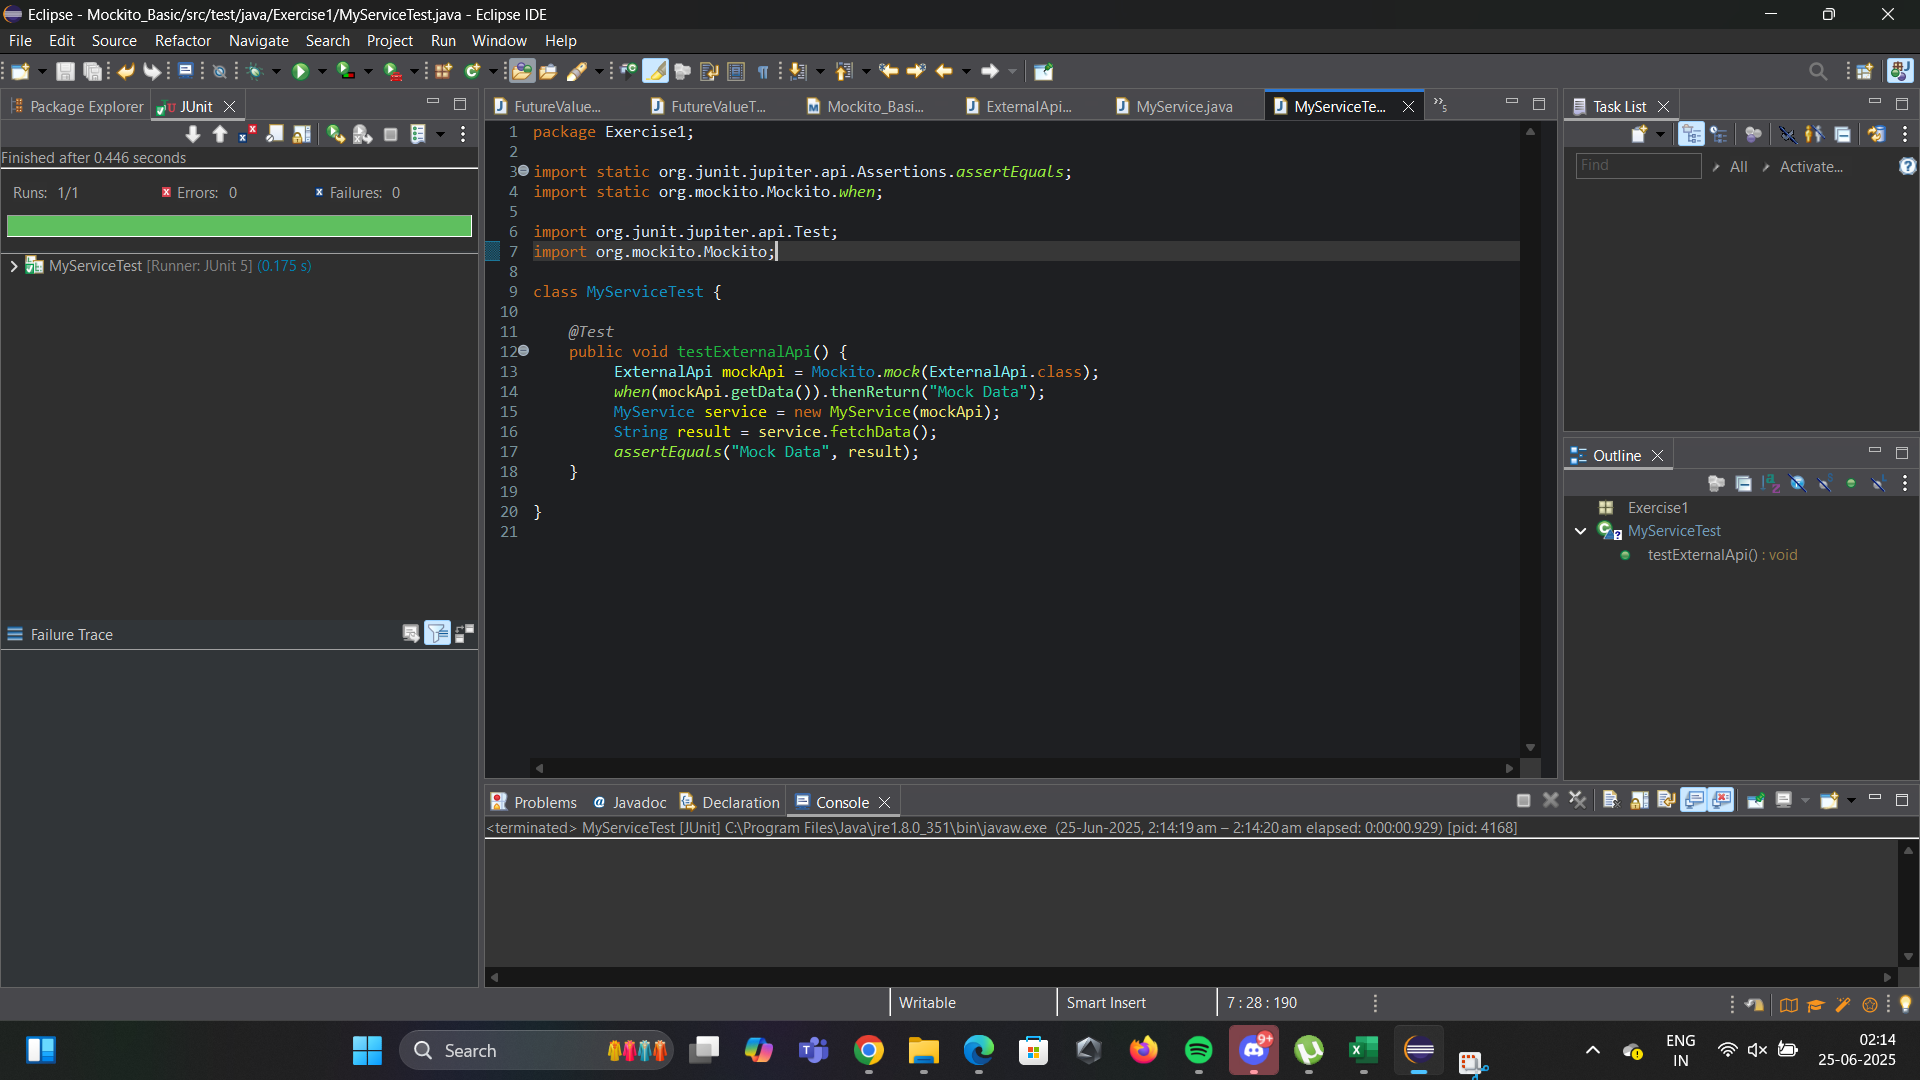 Eclipse - Mockito_Basic/src/test/java/Exercise1/MyServiceTest.java - Eclipse IDE
File Edit Source Refactor Navigate Search Project Run Window Help
Package Explorer
JUnit
Finished after 0.446 seconds
Runs: 1/1
Errors: 0
Failures: 0
MyServiceTest [Runner: JUnit 5] (0.175 s)
Failure Trace
FutureValue...
FutureValueT...
Mockito_Basi...
ExternalApi...
MyService.java
MyServiceTe...
»5
1 package Exercise1;
2
3 import static org.junit.jupiter.api.Assertions.assertEquals;
4 import static org.mockito.Mockito.when;
5
6 import org.junit.jupiter.api.Test;
7 import org.mockito.Mockito;
8
9 class MyServiceTest {
10
11 @Test
12 public void testExternalApi() {
13 ExternalApi mockApi = Mockito.mock(ExternalApi.class);
14 when(mockApi.getData()).thenReturn("Mock Data");
15 MyService service = new MyService(mockApi);
16 String result = service.fetchData();
17 assertEquals("Mock Data", result);
18 }
19
20 }
21
Task List
Find
All
Activate...
Outline
Exercise1
MyServiceTest
testExternalApi() : void
Problems
@ Javadoc
Declaration
Console
<terminated> MyServiceTest [JUnit] C:\Program Files\Java\jre1.8.0_351\bin\javaw.exe (25-Jun-2025, 2:14:19 am – 2:14:20 am elapsed: 0:00:00.929) [pid: 4168]
Writable
Smart Insert
7 : 28 : 190
Search
9+
ENG
IN
02:14
25-06-2025